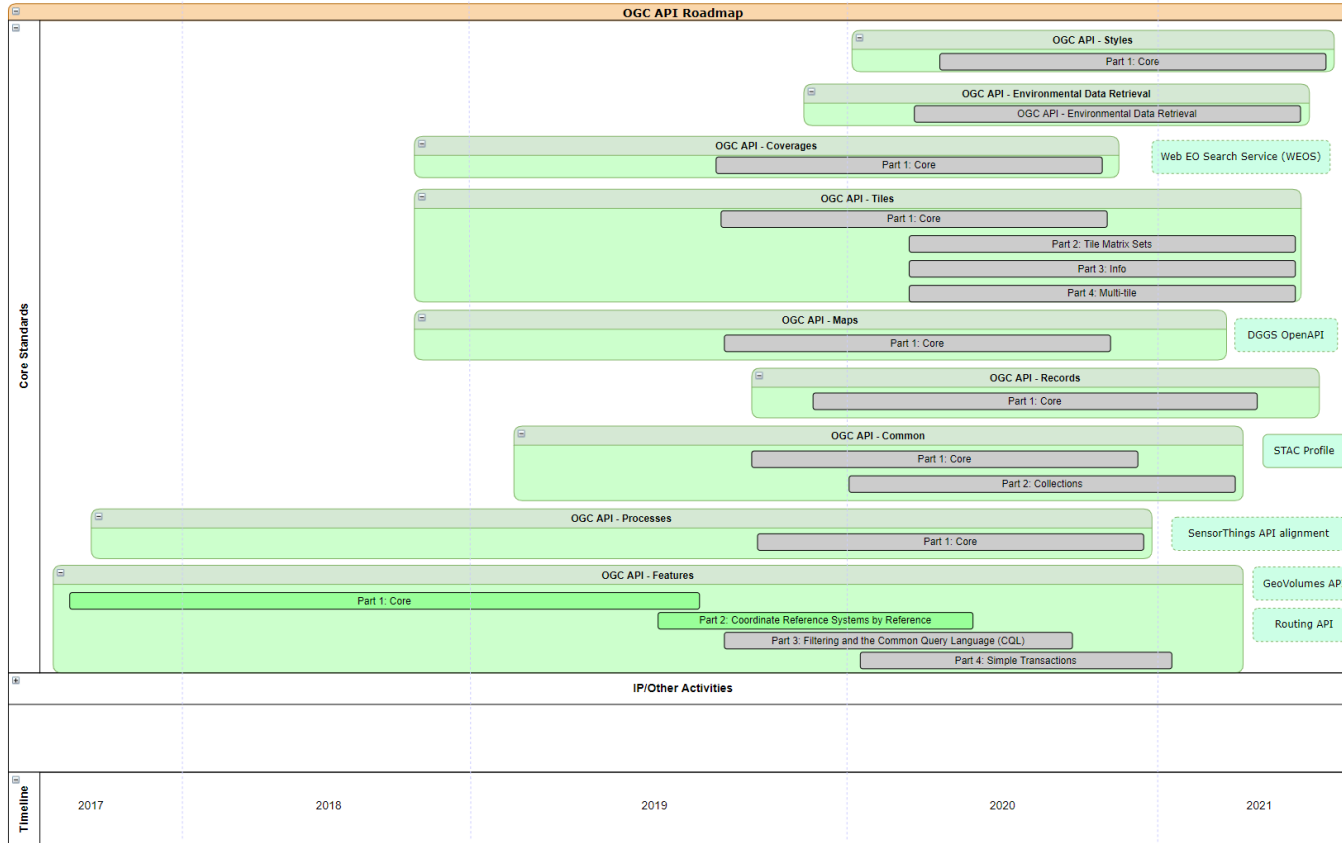 OGC API Roadmap
Core Standards
OGC API - Styles
Part 1: Core
OGC API - Environmental Data Retrieval
OGC API - Environmental Data Retrieval
OGC API - Coverages
Part 1: Core
Web EO Search Service (WEOS)
OGC API - Tiles
Part 1: Core
Part 2: Tile Matrix Sets
Part 3: Info
Part 4: Multi-tile
OGC API - Maps
Part 1: Core
DGGS OpenAPI
OGC API - Records
Part 1: Core
OGC API - Common
Part 1: Core
Part 2: Collections
STAC Profile
OGC API - Processes
Part 1: Core
SensorThings API alignment
OGC API - Features
Part 1: Core
Part 2: Coordinate Reference Systems by Reference
Part 3: Filtering and the Common Query Language (CQL)
Part 4: Simple Transactions
GeoVolumes AP
Routing API
IP/Other Activities
Timeline
2017
2018
2019
2020
2021